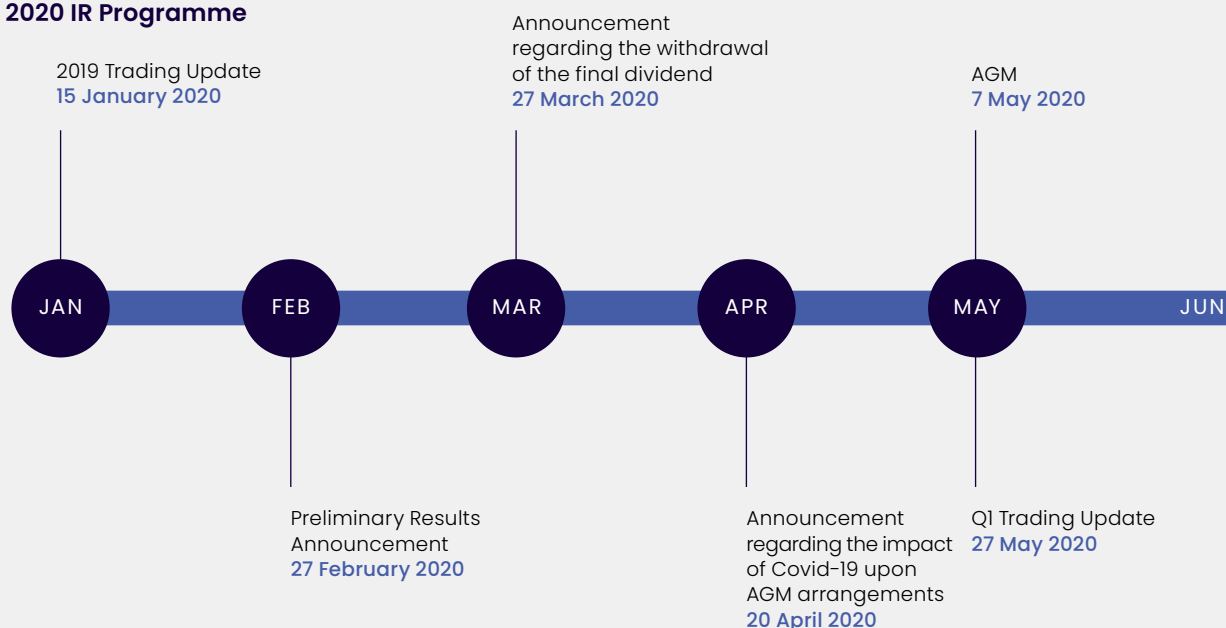 2020 IR Programme
2019 Trading Update
15 January 2020
Announcement
regarding the withdrawal
of the final dividend
27 March 2020
AGM
7 May 2020
JAN
FEB
MAR
APR
MAY
JUN
Preliminary Results
Announcement
27 February 2020
Announcement
regarding the impact
of Covid-19 upon
AGM arrangements
20 April 2020
Q1 Trading Update
27 May 2020